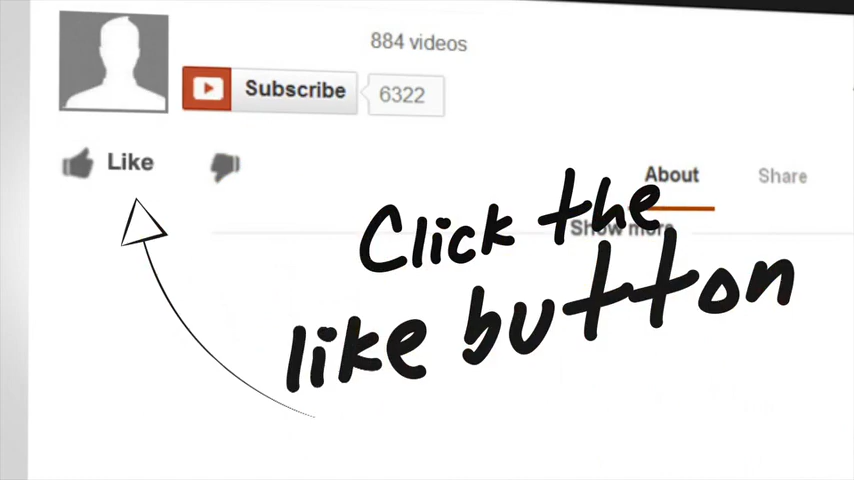 884 videos
Subscribe 6322
Like
About Share
Show more
Click the
like button